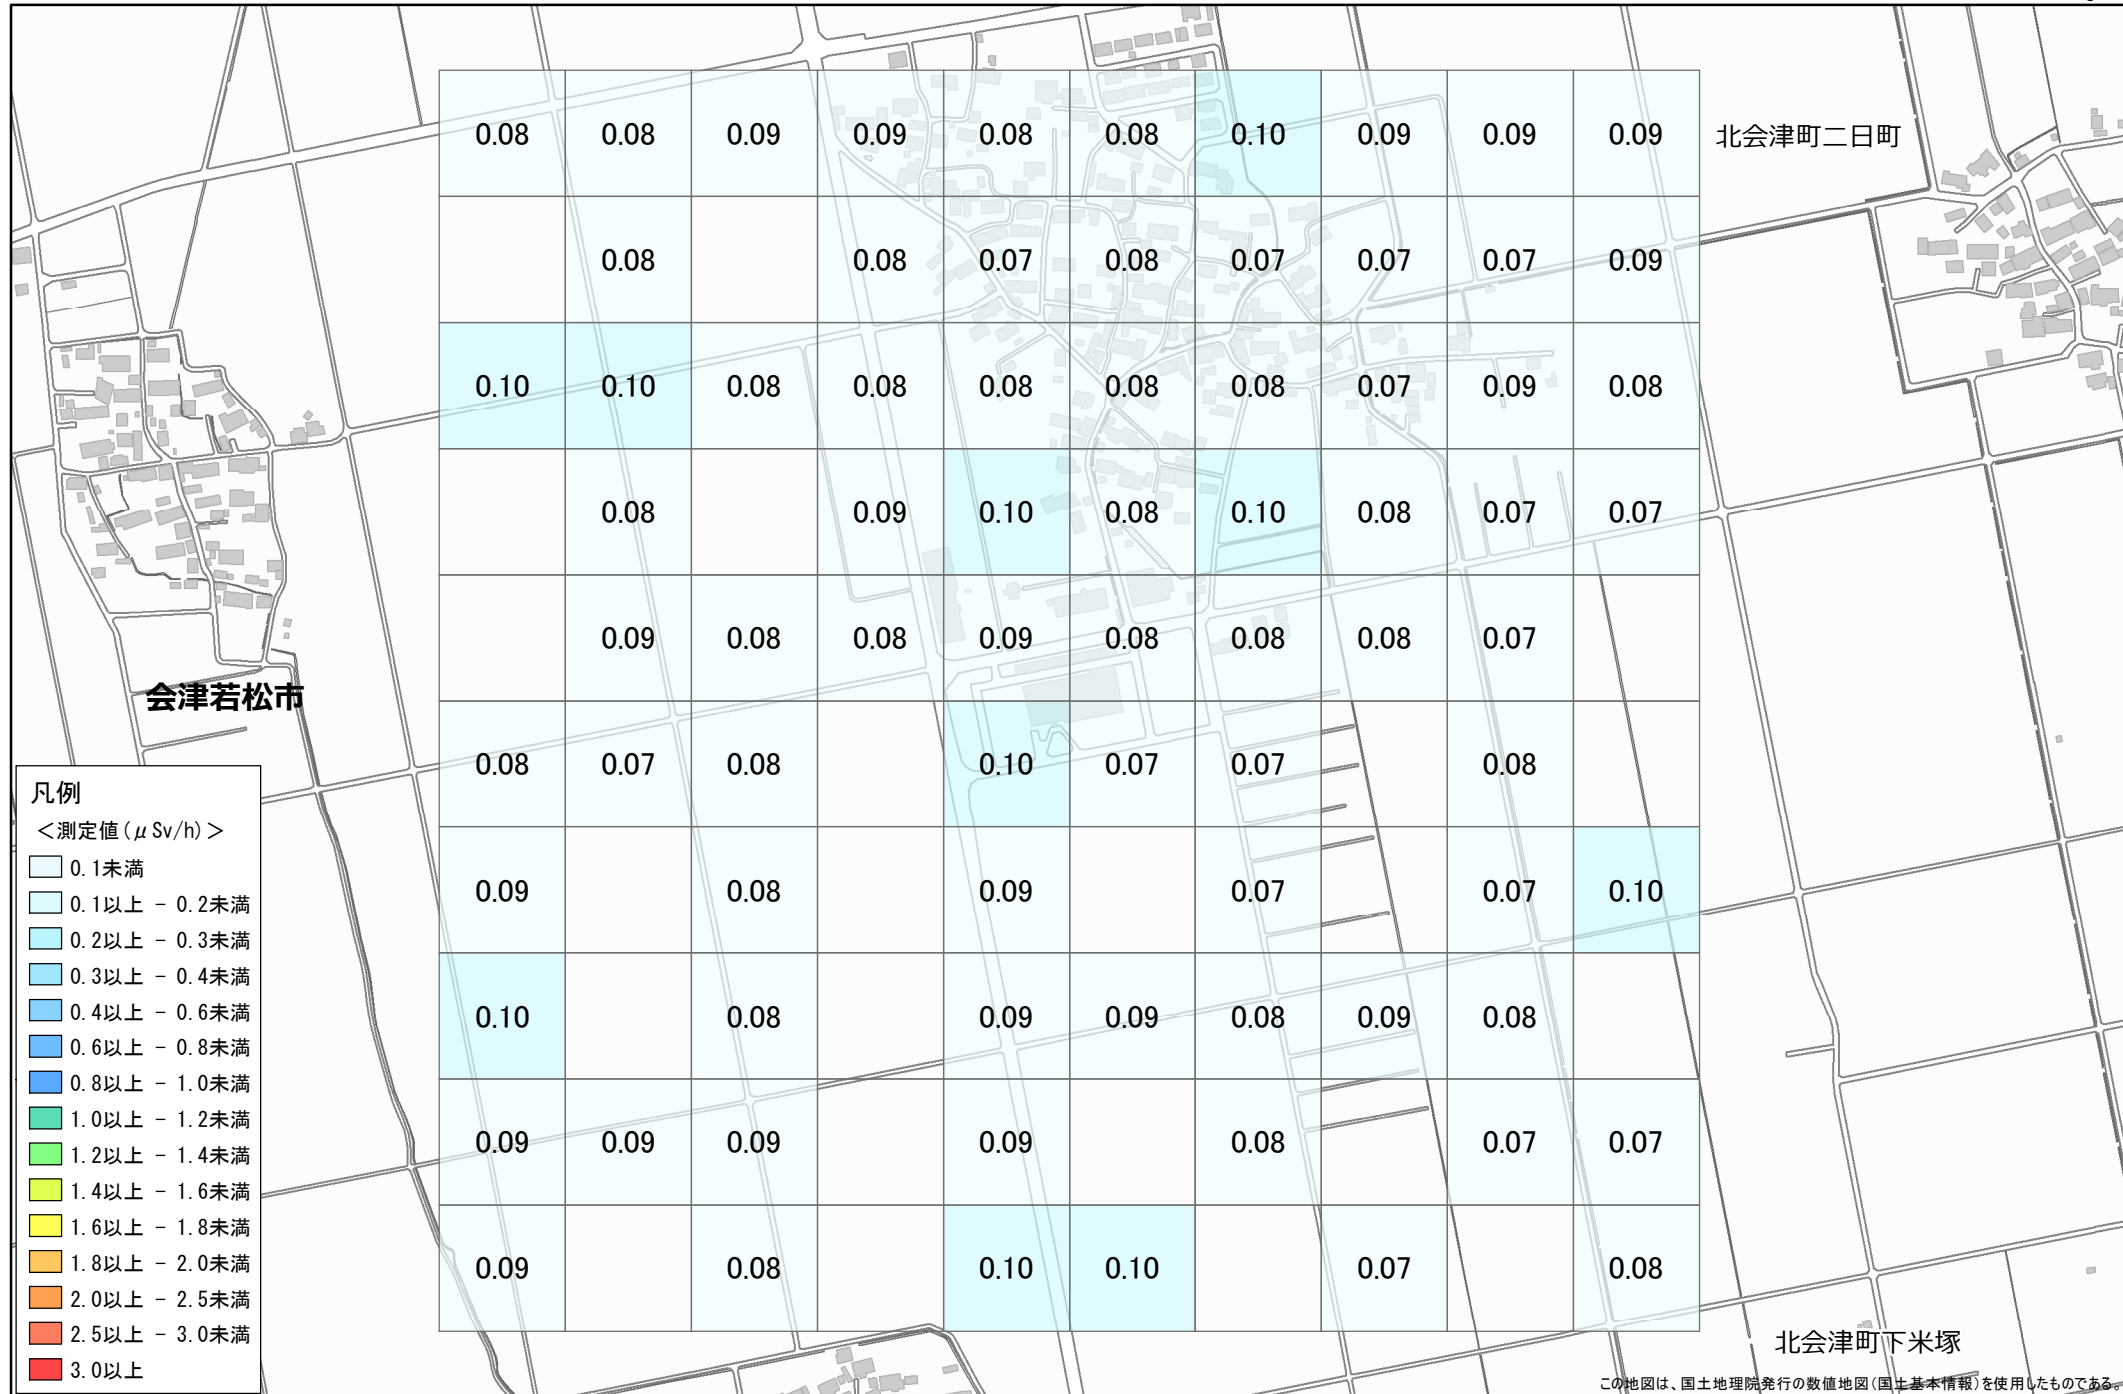 0.08 0.08 0.09 0.09 0.08 0.08 0.10 0.09 0.09 0.09
北会津町二日町
0.08 0.08 0.07 0.08 0.07 0.07 0.07 0.09
0.10 0.10 0.08 0.08 0.08 0.08 0.08 0.07 0.09 0.08
0.08 0.09 0.10 0.08 0.10 0.08 0.07 0.07
0.09 0.08 0.08 0.09 0.08 0.08 0.08 0.07
会津若松市
0.08 0.07 0.08 0.10 0.07 0.07 0.08
0.09 0.08 0.09 0.07 0.07 0.10
0.10 0.08 0.09 0.09 0.08 0.09 0.08
0.09 0.09 0.09 0.09 0.08 0.07 0.07
0.09 0.08 0.10 0.10 0.07 0.08
凡例
＜測定値(μSv/h)＞
0.1未満
0.1以上 - 0.2未満
0.2以上 - 0.3未満
0.3以上 - 0.4未満
0.4以上 - 0.6未満
0.6以上 - 0.8未満
0.8以上 - 1.0未満
1.0以上 - 1.2未満
1.2以上 - 1.4未満
1.4以上 - 1.6未満
1.6以上 - 1.8未満
1.8以上 - 2.0未満
2.0以上 - 2.5未満
2.5以上 - 3.0未満
3.0以上
北会津町下米塚
この地図は、国土地理院発行の数値地図(国土基本情報)を使用したものである。